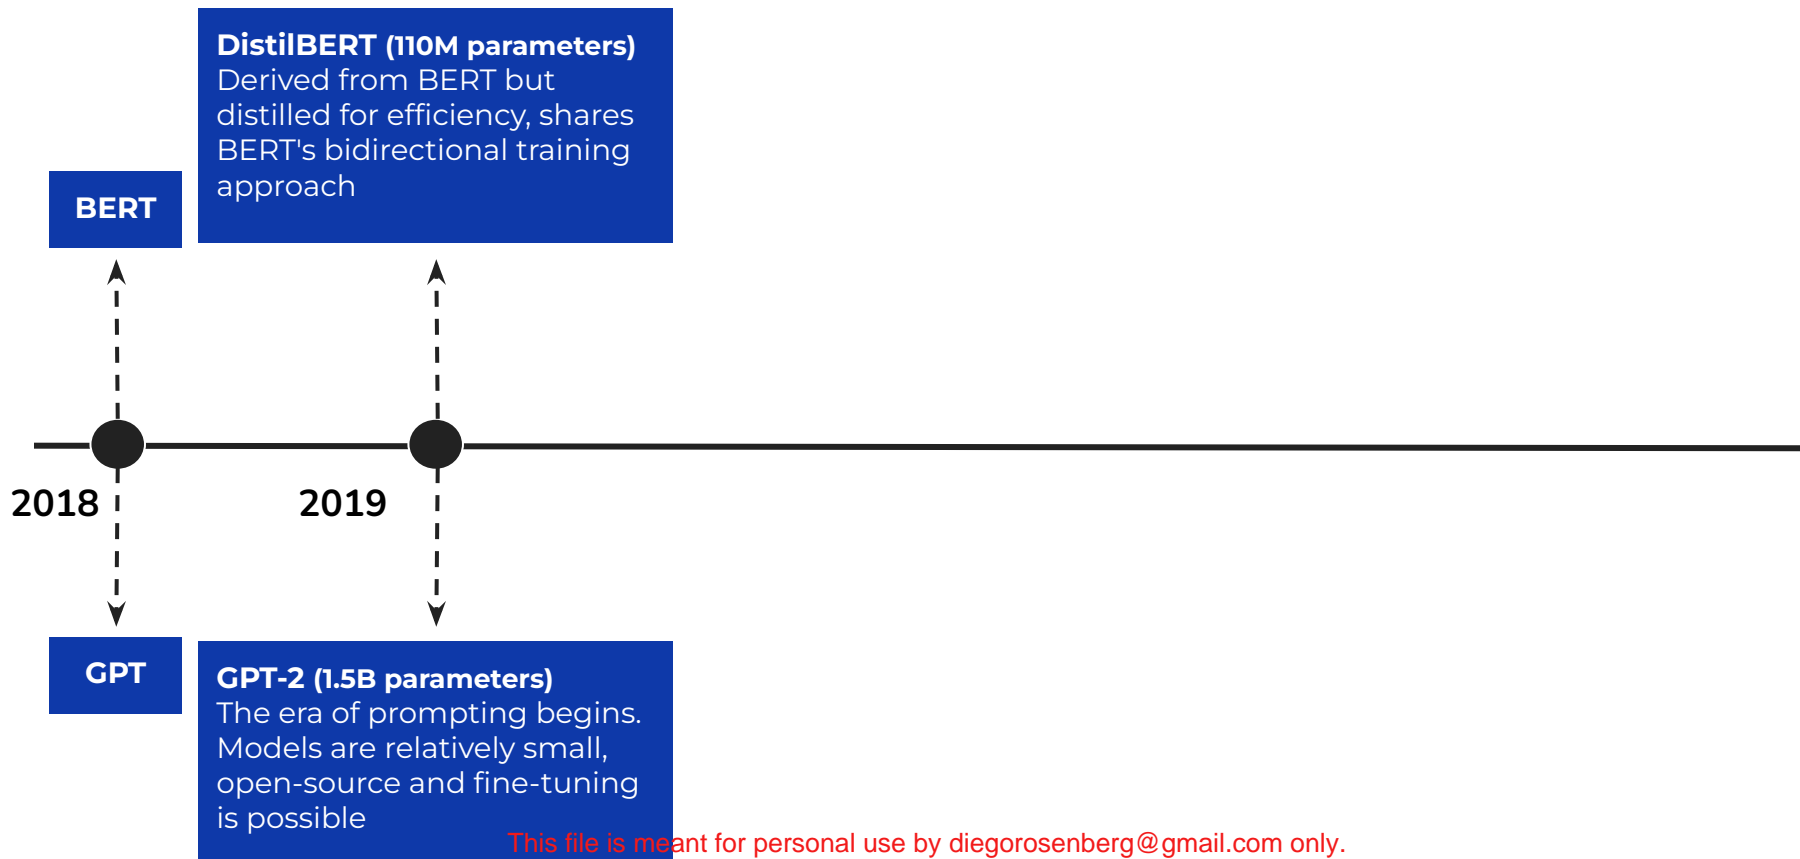 DistilBERT (110M parameters)
Derived from BERT but
distilled for efficiency, shares
BERT's bidirectional training
approach
BERT
2018
2019
GPT
GPT-2 (1.5B parameters)
The era of prompting begins.
Models are relatively small,
open-source and fine-tuning
is possible
This file is meant for personal use by diegorosenberg@gmail.com only.